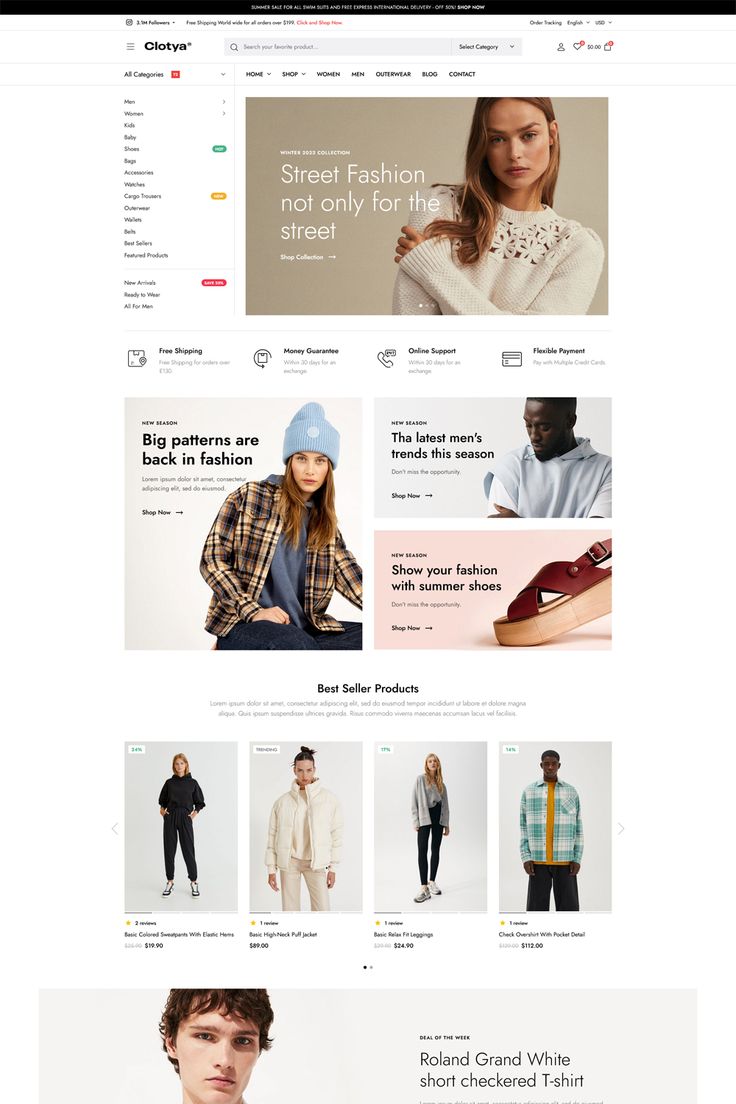 SUMMER SALE FOR ALL SWIM SUITS AND FREE EXPRESS INTERNATIONAL DELIVERY - OFF 50%! SHOP NOW
3.1M Followers
Free Shipping World wide for all orders over $199. Click and Shop Now.
Order Tracking English USD
Clotya®
Search your favorite product...
Select Category
0
$0.00
0
All Categories
HOME SHOP WOMEN MEN OUTERWEAR BLOG CONTACT
Men
Women
Kids
Baby
Shoes HOT
Bags
Accessories
Watches
Cargo Trousers NEW
Outerwear
Wallets
Belts
Best Sellers
Featured Products
New Arrivals SAVE 50%
Ready to Wear
All For Men
WINTER 2022 COLLECTION
Street Fashion
not only for the
street
Shop Collection
Free Shipping
Free Shipping for orders over
£130
Money Guarantee
Within 30 days for an
exchange
Online Support
Within 30 days for an
exchange
Flexible Payment
Pay with Multiple Credit Cards
NEW SEASON
Big patterns are
back in fashion
Lorem ipsum dolor sit amet, consectetur
adipiscing elit, sed do eiusmod.
Shop Now
NEW SEASON
Tha latest men's
trends this season
Don't miss the opportunity.
Shop Now
NEW SEASON
Show your fashion
with summer shoes
Don't miss the opportunity.
Shop Now
Best Seller Products
Lorem ipsum dolor sit amet, consectetur adipiscing elit, sed do eiusmod tempor incididunt ut labore et dolore magna
aliqua. Quis ipsum suspendisse ultrices gravida. Risus commodo viverra maecenas accumsan lacus vel facilisis.
24%
2 reviews
Basic Colored Sweatpants With Elastic Hems
$25.90 $19.90
TRENDING
1 review
Basic High-Neck Puff Jacket
$89.00
17%
1 review
Basic Relax Fit Leggings
$29.90 $24.90
14%
1 review
Check Overshirt With Pocket Detail
$129.00 $112.00
DEAL OF THE WEEK
Roland Grand White
short checkered T-shirt